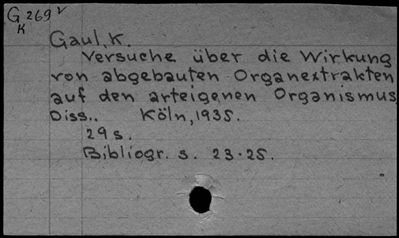 G 269 v
K
Gaul, K.
Versuche über die Wirkung
von abgebauten Organextrakten
auf den arteigenen Organismus
Diss.. Köln, 1935.
29 s.
Bibliogr. s. 23-25.